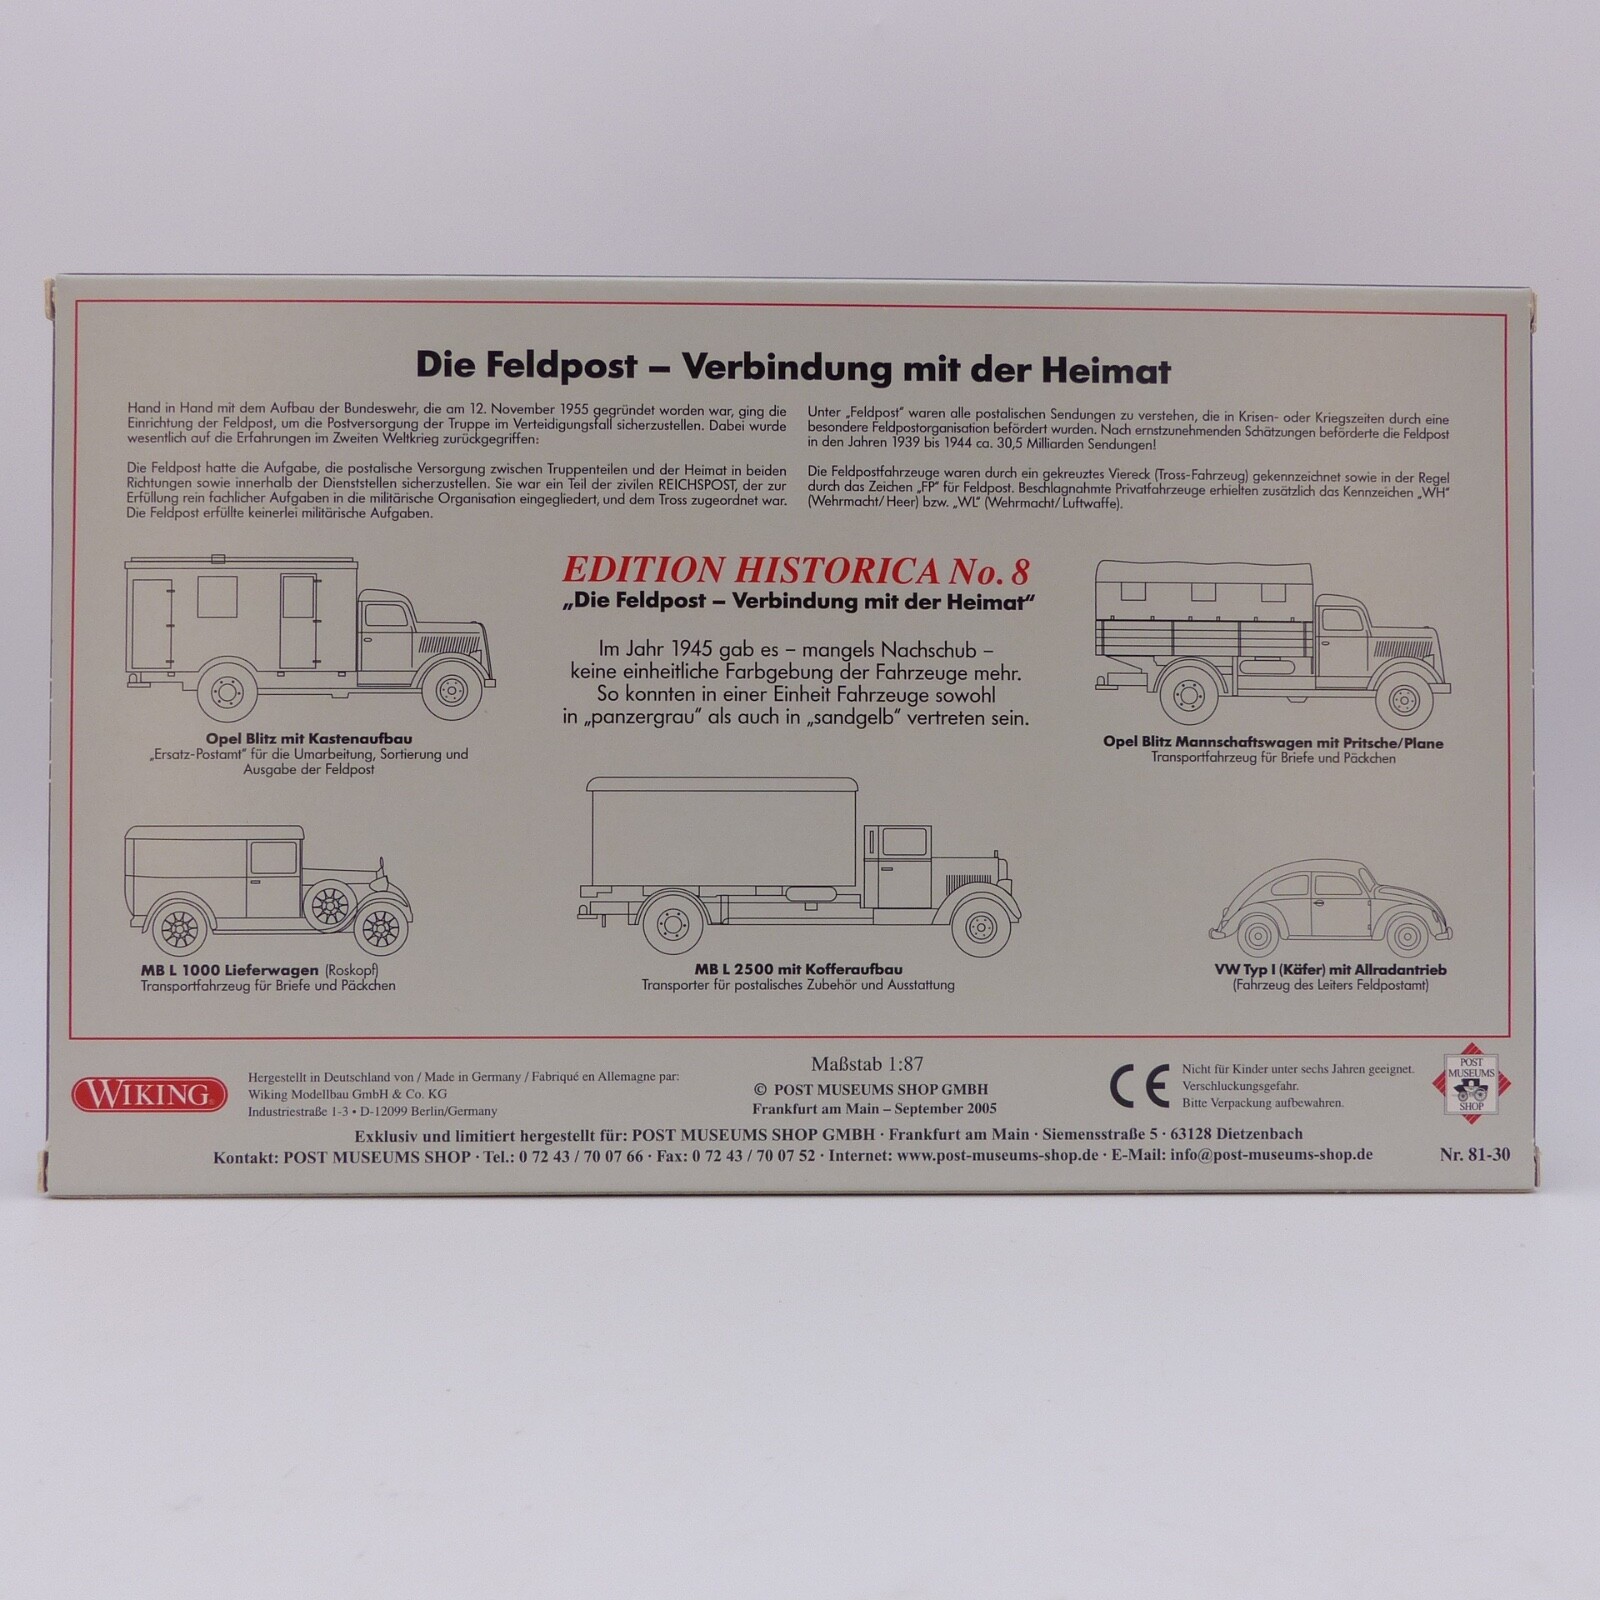 Die Feldpost – Verbindung mit der Heimat
Hand in Hand mit dem Aufbau der Bundeswehr, die am 12. November 1955 gegründet worden war, ging die
Einrichtung der Feldpost, um die Postversorgung der Truppe im Verteidigungsfall sicherzustellen. Dabei wurde
wesentlich auf die Erfahrungen im Zweiten Weltkrieg zurückgegriffen:
Die Feldpost hatte die Aufgabe, die postalische Versorgung zwischen Truppenteilen und der Heimat in beiden
Richtungen sowie innerhalb der Dienststellen sicherzustellen. Sie war ein Teil der zivilen REICHSPOST, der zur
Erfüllung rein fachlicher Aufgaben in die militärische Organisation eingegliedert, und dem Tross zugeordnet war.
Die Feldpost erfüllte keinerlei militärische Aufgaben.
Unter „Feldpost“ waren alle postalischen Sendungen zu verstehen, die in Krisen- oder Kriegszeiten durch eine
besondere Feldpostorganisation befördert wurden. Nach ernstzunehmenden Schätzungen beförderte die Feldpost
in den Jahren 1939 bis 1944 ca. 30,5 Milliarden Sendungen!
Die Feldpostfahrzeuge waren durch ein gekreuztes Viereck (Tross-Fahrzeug) gekennzeichnet sowie in der Regel
durch das Zeichen „FP“ für Feldpost. Beschlagnahmte Privatfahrzeuge erhielten zusätzlich das Kennzeichen „WH“
(Wehrmacht/Heer) bzw. „WL“ (Wehrmacht/Luftwaffe).
EDITION HISTORICA No. 8
„Die Feldpost – Verbindung mit der Heimat“
Im Jahr 1945 gab es – mangels Nachschub –
keine einheitliche Farbgebung der Fahrzeuge mehr.
So konnten in einer Einheit Fahrzeuge sowohl
in „panzergrau“ als auch in „sandgelb“ vertreten sein.
Opel Blitz mit Kastenaufbau
„Ersatz-Postamt“ für die Umarbeitung, Sortierung und
Ausgabe der Feldpost
Opel Blitz Mannschaftswagen mit Pritsche/Plane
Transportfahrzeug für Briefe und Päckchen
MB L 1000 Lieferwagen (Roskopf)
Transportfahrzeug für Briefe und Päckchen
MB L 2500 mit Kofferaufbau
Transporter für postalisches Zubehör und Ausstattung
VW Typ I (Käfer) mit Allradantrieb
(Fahrzeug des Leiters Feldpostamt)
WIKING®
Hergestellt in Deutschland von / Made in Germany / Fabriqué en Allemagne par:
Wiking Modellbau GmbH & Co. KG
Industriestraße 1-3 • D-12099 Berlin/Germany
Maßstab 1:87
© POST MUSEUMS SHOP GMBH
Frankfurt am Main – September 2005
CE
Nicht für Kinder unter sechs Jahren geeignet.
Verschluckungsgefahr.
Bitte Verpackung aufbewahren.
POST
MUSEUMS
SHOP
Exklusiv und limitiert hergestellt für: POST MUSEUMS SHOP GMBH · Frankfurt am Main · Siemensstraße 5 · 63128 Dietzenbach
Kontakt: POST MUSEUMS SHOP · Tel.: 0 72 43 / 70 07 66 · Fax: 0 72 43 / 70 07 52 · Internet: www.post-museums-shop.de · E-Mail: info@post-museums-shop.de
Nr. 81-30